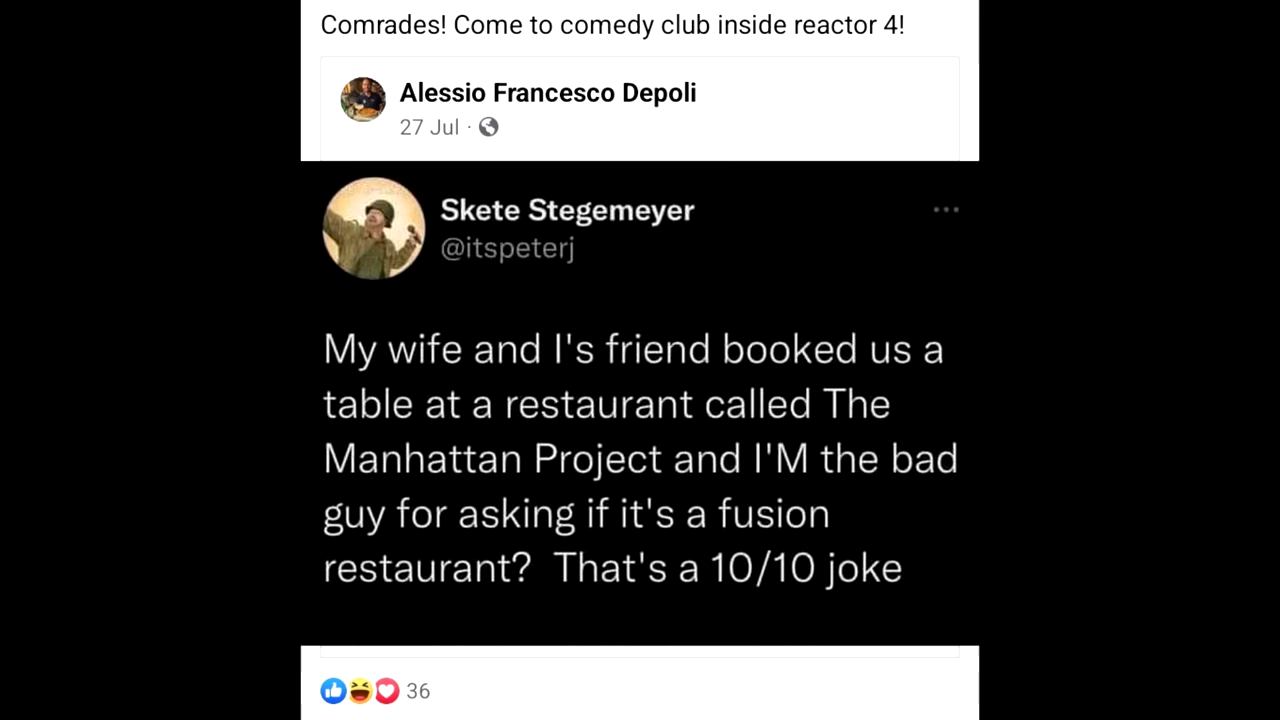 Comrades! Come to comedy club inside reactor 4!
Alessio Francesco Depoli
27 Jul ·
Skete Stegemeyer
@itspeterj
My wife and I's friend booked us a
table at a restaurant called The
Manhattan Project and I'M the bad
guy for asking if it's a fusion
restaurant?  That's a 10/10 joke
36